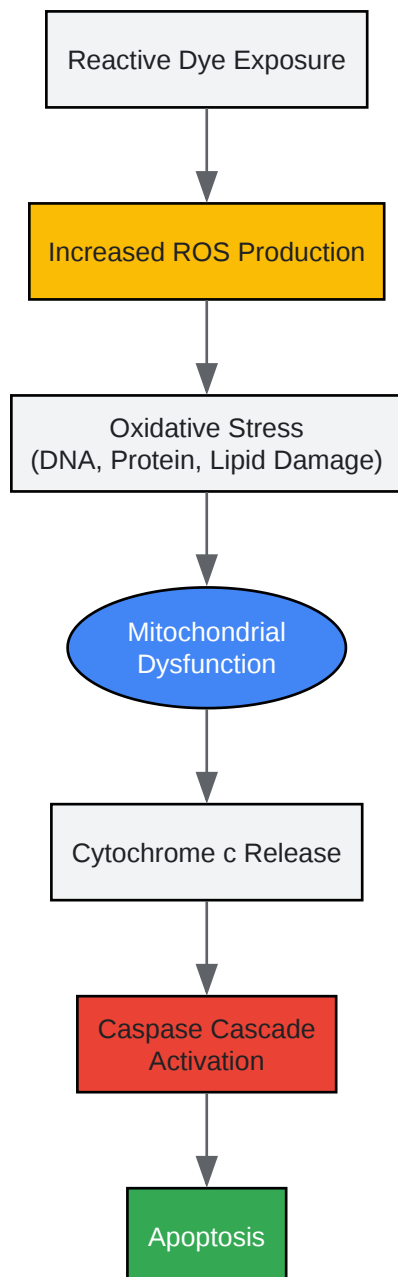 Reactive Dye Exposure
Increased ROS Production
Oxidative Stress
(DNA, Protein, Lipid Damage)
Mitochondrial
Dysfunction
Cytochrome c Release
Caspase Cascade
Activation
Apoptosis